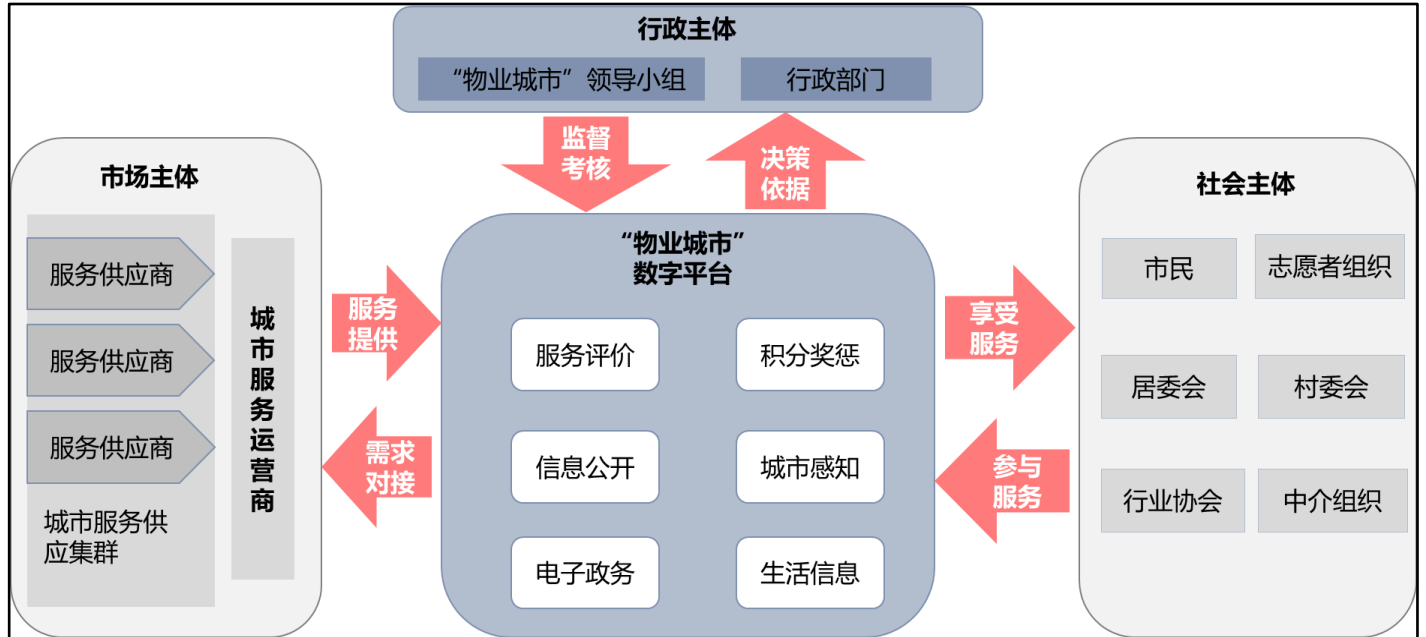 行政主体
“物业城市”领导小组
行政部门
监督
考核
决策
依据
市场主体
服务供应商
服务供应商
服务供应商
城市服务供
应集群
城
市
服
务
运
营
商
服务
提供
需求
对接
“物业城市”
数字平台
服务评价
积分奖惩
信息公开
城市感知
电子政务
生活信息
享受
服务
参与
服务
社会主体
市民
志愿者组织
居委会
村委会
行业协会
中介组织